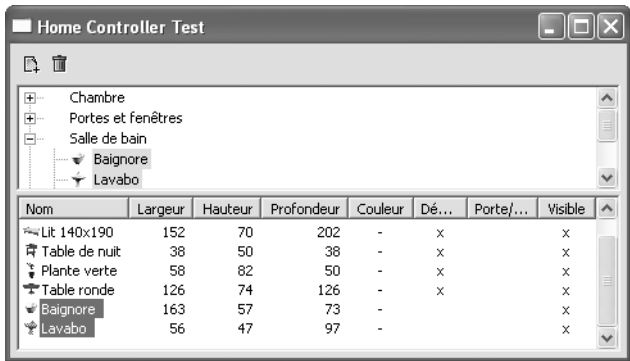 Home Controller Test
Chambre
Portes et fenêtres
Salle de bain
Baignore
Lavabo
Nom Largeur Hauteur Profondeur Couleur Dé... Porte/... Visible
Lit 140x190 152 70 202 - x x
Table de nuit 38 50 38 - x x
Plante verte 58 82 50 - x x
Table ronde 126 74 126 - x x
Baignore 163 57 73 - x
Lavabo 56 47 97 - x